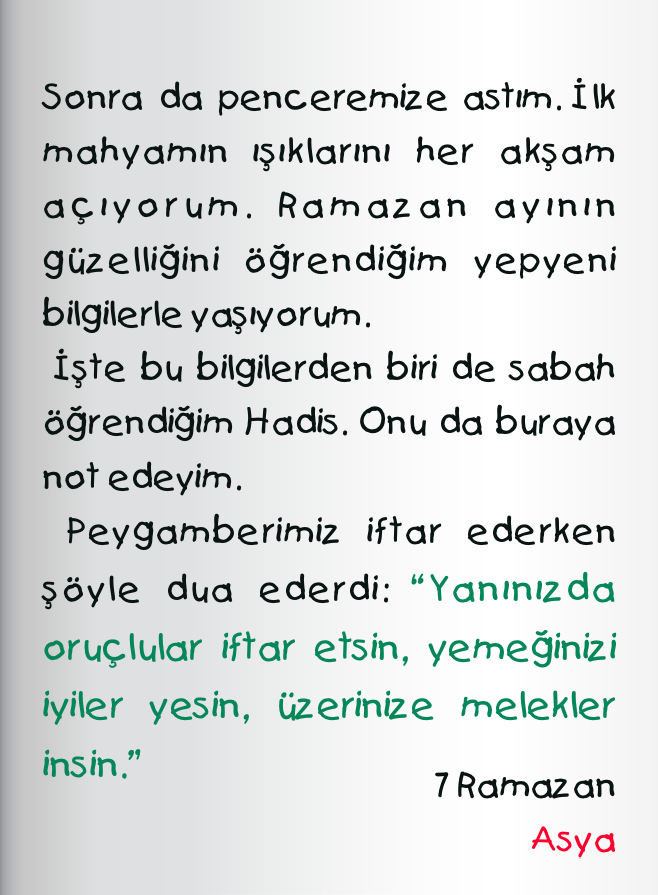 Sonra da penceremize astım. İlk
mahyamın ışıklarını her akşam
açıyorum. Ramazan ayının
güzelliğini öğrendiğim yepyeni
bilgilerle yaşıyorum.
İşte bu bilgilerden biri de sabah
öğrendiğim Hadis. Onu da buraya
not edeyim.
Peygamberimiz iftar ederken
şöyle dua ederdi: “Yanınızda
oruçlular iftar etsin, yemeğinizi
iyiler yesin, üzerinize melekler
insin.”
7 Ramazan
Asya